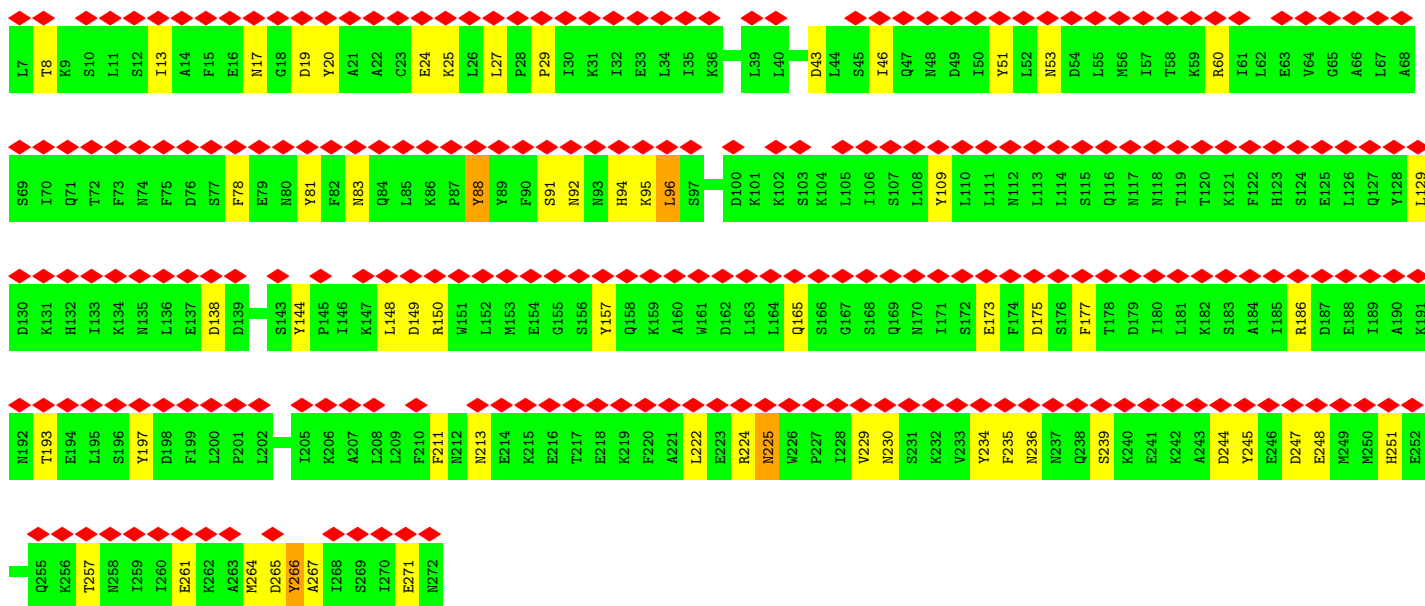 L7 T8 K9 S10 L11 S12 I13 A14 F15 E16 N17 G18 D19 Y20 A21 A22 C23 E24 K25 L26 L27 P28 P29 I30 K31 I32 E33 L34 I35 K36 L39 L40 D43 L44 S45 I46 Q47 N48 D49 I50 Y51 L52 N53 D54 L55 M56 I57 T58 K59 R60 I61 L62 E63 V64 G65 A66 L67 A68
S69 I70 Q71 T72 F73 N74 F75 D76 S77 F78 E79 N80 Y81 F82 N83 Q84 L85 K86 P87 Y88 Y89 F90 S91 N92 N93 H94 K95 L96 S97 D100 K101 K102 S103 K104 L105 I106 S107 L108 Y109 L110 L111 N112 L113 L114 S115 Q116 N117 N118 T119 T120 K121 F122 H123 S124 E125 L126 Q127 Y128 L129
D130 K131 H132 I133 K134 N135 L136 E137 D138 D139 S143 Y144 P145 I146 K147 L148 D149 R150 W151 L152 M153 E154 G155 S156 Y157 Q158 K159 A160 W161 D162 L163 L164 Q165 S166 G167 S168 Q169 N170 I171 S172 E173 F174 D175 S176 F177 T178 D179 I180 L181 K182 S183 A184 I185 R186 D187 E188 I189 A190 K191
N192 T193 E194 L195 S196 Y197 D198 F199 L200 P201 L202 I205 K206 A207 L208 L209 F210 F211 N212 N213 E214 K215 E216 T217 E218 K219 F220 A221 L222 E223 R224 N225 W226 P227 I228 V229 N230 S231 K232 V233 Y234 F235 N236 N237 Q238 S239 K240 E241 K242 A243 D244 Y245 E246 D247 E248 M249 M250 H251 E252
Q255 K256 T257 N258 I259 I260 E261 K262 A263 M264 D265 Y266 A267 I268 S269 I270 E271 N272